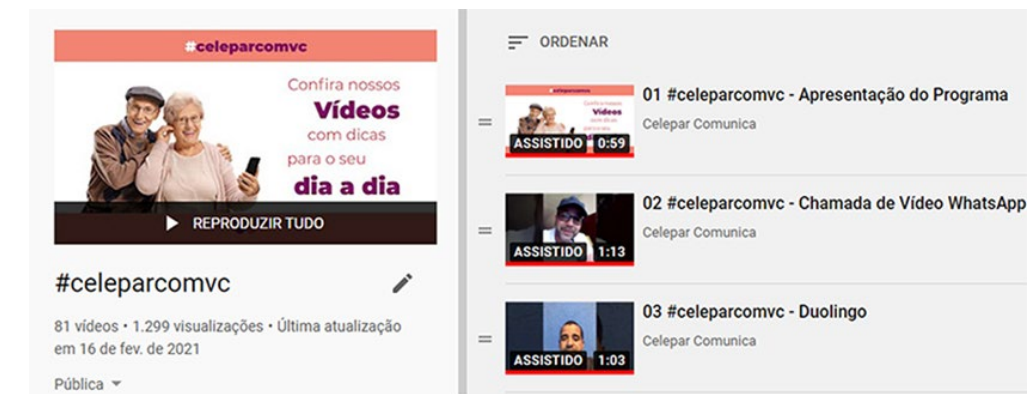 #celeparcomvc
Confira nossos
Vídeos
com dicas
para o seu
dia a dia
REPRODUZIR TUDO
#celeparcomvc
81 vídeos • 1.299 visualizações • Última atualização
em 16 de fev. de 2021
Pública
ORDENAR
01 #celeparcomvc - Apresentação do Programa
Celepar Comunica
ASSISTIDO 0:59
02 #celeparcomvc - Chamada de Vídeo WhatsApp
Celepar Comunica
ASSISTIDO 1:13
03 #celeparcomvc - Duolingo
Celepar Comunica
ASSISTIDO 1:03